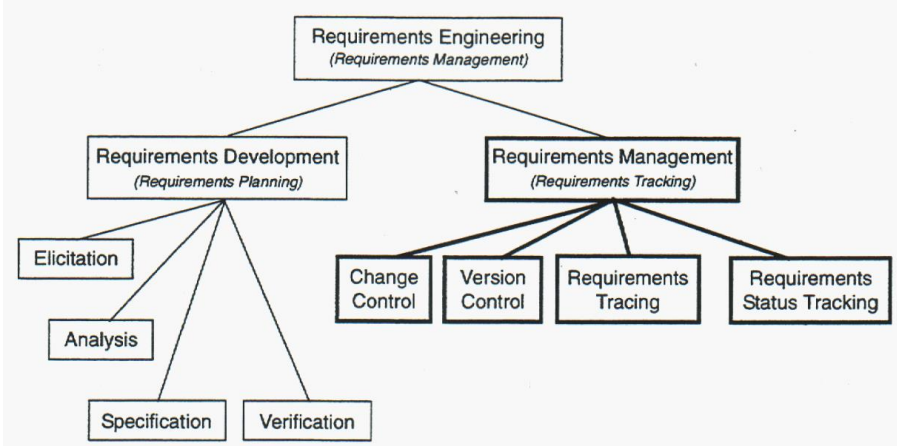 Requirements Engineering
(Requirements Management)
Requirements Development
(Requirements Planning)
Requirements Management
(Requirements Tracking)
Elicitation
Analysis
Specification
Verification
Change
Control
Version
Control
Requirements
Tracing
Requirements
Status Tracking